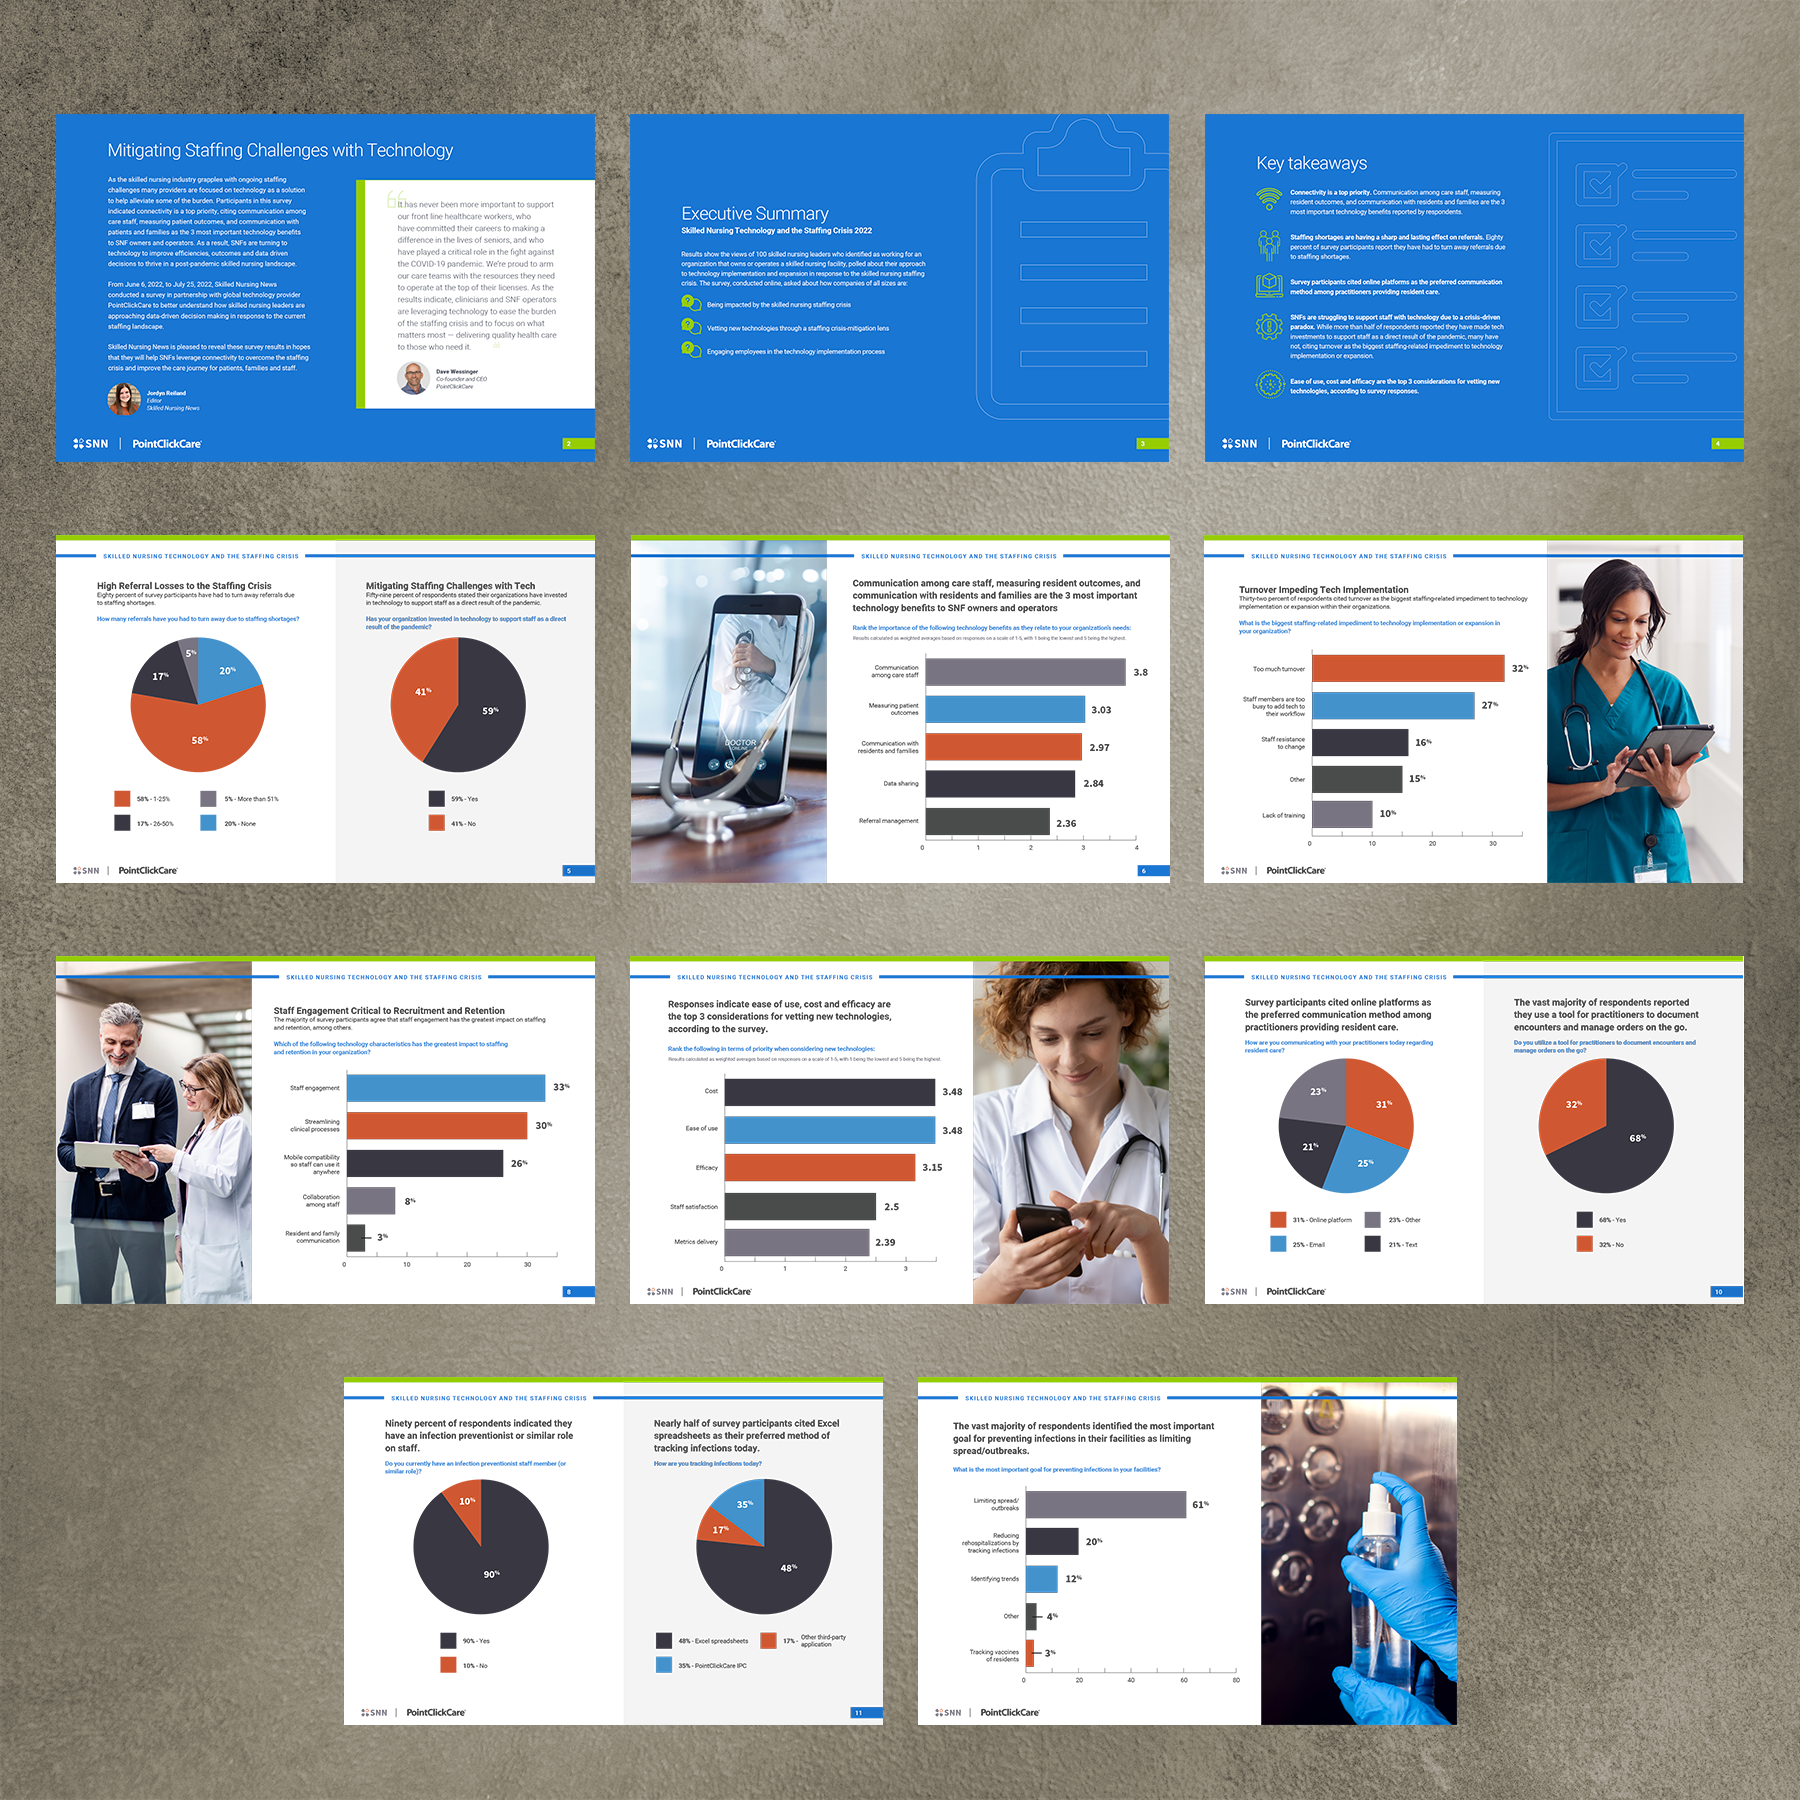 Mitigating Staffing Challenges with Technology
As the skilled nursing industry grapples with ongoing staffing
challenges many providers are focused on technology as a solution
to help alleviate some of the burden. Participants in this survey
indicated connectivity is a top priority, citing communication among
care staff, measuring patient outcomes, and communication with
patients and families as the 3 most important technology benefits
to SNF owners and operators. As a result, SNFs are turning to
technology to improve efficiencies, outcomes and data driven
decisions to thrive in a post-pandemic skilled nursing landscape.
From June 6, 2022, to July 25, 2022, Skilled Nursing News
conducted a survey in partnership with global technology provider
PointClickCare to better understand how skilled nursing leaders are
approaching data-driven decision making in response to the current
staffing landscape.
Skilled Nursing News is pleased to reveal these survey results in hopes
that they will help SNFs leverage connectivity to overcome the staffing
crisis and improve the care journey for patients, families and staff.
Jordyn Reiland
Editor
Skilled Nursing News
It has never been more important to support
our front line healthcare workers, who
have committed their careers to making a
difference in the lives of seniors, and who
have played a critical role in the fight against
the COVID-19 pandemic. We're proud to arm
our care teams with the resources they need
to operate at the top of their licenses. As the
results indicate, clinicians and SNF operators
are leveraging technology to ease the burden
of the staffing crisis and to focus on what
matters most — delivering quality health care
to those who need it.
Dave Wessinger
Co-founder and CEO
PointClickCare
SNN | PointClickCare
2
Executive Summary
Skilled Nursing Technology and the Staffing Crisis 2022
Results show the views of 100 skilled nursing leaders who identified as working for an
organization that owns or operates a skilled nursing facility, polled about their approach
to technology implementation and expansion in response to the skilled nursing staffing
crisis. The survey, conducted online, asked about how companies of all sizes are:
Being impacted by the skilled nursing staffing crisis
Vetting new technologies through a staffing crisis-mitigation lens
Engaging employees in the technology implementation process
SNN | PointClickCare
3
Key takeaways
Connectivity is a top priority. Communication among care staff, measuring
resident outcomes, and communication with residents and families are the 3
most important technology benefits reported by respondents.
Staffing shortages are having a sharp and lasting effect on referrals. Eighty
percent of survey participants report they have had to turn away referrals due
to staffing shortages.
Survey participants cited online platforms as the preferred communication
method among practitioners providing resident care.
SNFs are struggling to support staff with technology due to a crisis-driven
paradox. While more than half of respondents reported they have made tech
investments to support staff as a direct result of the pandemic, many have
not, citing turnover as the biggest staffing-related impediment to technology
implementation or expansion.
Ease of use, cost and efficacy are the top 3 considerations for vetting new
technologies, according to survey responses.
SNN | PointClickCare
4
SKILLED NURSING TECHNOLOGY AND THE STAFFING CRISIS
High Referral Losses to the Staffing Crisis
Eighty percent of survey participants have had to turn away referrals due
to staffing shortages.
How many referrals have you had to turn away due to staffing shortages?
5%
20%
17%
58%
58% - 1-25%
5% - More than 51%
17% - 26-50%
20% - None
Mitigating Staffing Challenges with Tech
Fifty-nine percent of respondents stated their organizations have invested
in technology to support staff as a direct result of the pandemic.
Has your organization invested in technology to support staff as a direct
result of the pandemic?
41%
59%
59% - Yes
41% - No
SNN | PointClickCare
5
SKILLED NURSING TECHNOLOGY AND THE STAFFING CRISIS
DOCTOR
ONLINE
Communication among care staff, measuring resident outcomes, and
communication with residents and families are the 3 most important
technology benefits to SNF owners and operators
Rank the importance of the following technology benefits as they relate to your organization's needs:
Results calculated as weighted averages based on responses on a scale of 1-5, with 1 being the lowest and 5 being the highest.
Communication
among care staff
3.8
Measuring patient
outcomes
3.03
Communication with
residents and families
2.97
Data sharing
2.84
Referral management
2.36
0 1 2 3 4
6
SKILLED NURSING TECHNOLOGY AND THE STAFFING CRISIS
Turnover Impeding Tech Implementation
Thirty-two percent of respondents cited turnover as the biggest staffing-related impediment to technology
implementation or expansion within their organizations.
What is the biggest staffing-related impediment to technology implementation or expansion in
your organization?
Too much turnover
32%
Staff members are too
busy to add tech to
their workflow
27%
Staff resistance
to change
16%
Other
15%
Lack of training
10%
0 10 20 30
SNN | PointClickCare
SKILLED NURSING TECHNOLOGY AND THE STAFFING CRISIS
Staff Engagement Critical to Recruitment and Retention
The majority of survey participants agree that staff engagement has the greatest impact on staffing
and retention, among others.
Which of the following technology characteristics has the greatest impact to staffing
and retention in your organization?
Staff engagement
33%
Streamlining
clinical processes
30%
Mobile compatibility
so staff can use it
anywhere
26%
Collaboration
among staff
8%
Resident and family
communication
3%
0 10 20 30
8
SKILLED NURSING TECHNOLOGY AND THE STAFFING CRISIS
Responses indicate ease of use, cost and efficacy are
the top 3 considerations for vetting new technologies,
according to the survey.
Rank the following in terms of priority when considering new technologies:
Results calculated as weighted averages based on responses on a scale of 1-5, with 1 being the lowest and 5 being the highest.
Cost
3.48
Ease of use
3.48
Efficacy
3.15
Staff satisfaction
2.5
Metrics delivery
2.39
0 1 2 3
SNN | PointClickCare
SKILLED NURSING TECHNOLOGY AND THE STAFFING CRISIS
Survey participants cited online platforms as
the preferred communication method among
practitioners providing resident care.
How are you communicating with your practitioners today regarding
resident care?
23%
31%
21%
25%
31% - Online platform
23% - Other
25% - Email
21% - Text
The vast majority of respondents reported
they use a tool for practitioners to document
encounters and manage orders on the go.
Do you utilize a tool for practitioners to document encounters and
manage orders on the go?
32%
68%
68% - Yes
32% - No
SNN | PointClickCare
10
SKILLED NURSING TECHNOLOGY AND THE STAFFING CRISIS
Ninety percent of respondents indicated they
have an infection preventionist or similar role
on staff.
Do you currently have an infection preventionist staff member (or
similar role)?
10%
90%
90% - Yes
10% - No
Nearly half of survey participants cited Excel
spreadsheets as their preferred method of
tracking infections today.
How are you tracking infections today?
35%
17%
48%
48% - Excel spreadsheets
17% - Other third-party
application
35% - PointClickCare IPC
SNN | PointClickCare
11
SKILLED NURSING TECHNOLOGY AND THE STAFFING CRISIS
The vast majority of respondents identified the most important
goal for preventing infections in their facilities as limiting
spread/outbreaks.
What is the most important goal for preventing infections in your facilities?
Limiting spread/
outbreaks
61%
Reducing
rehospitalizations by
tracking infections
20%
Identifying trends
12%
Other
4%
Tracking vaccines
of residents
3%
0 20 40 60 80
SNN | PointClickCare